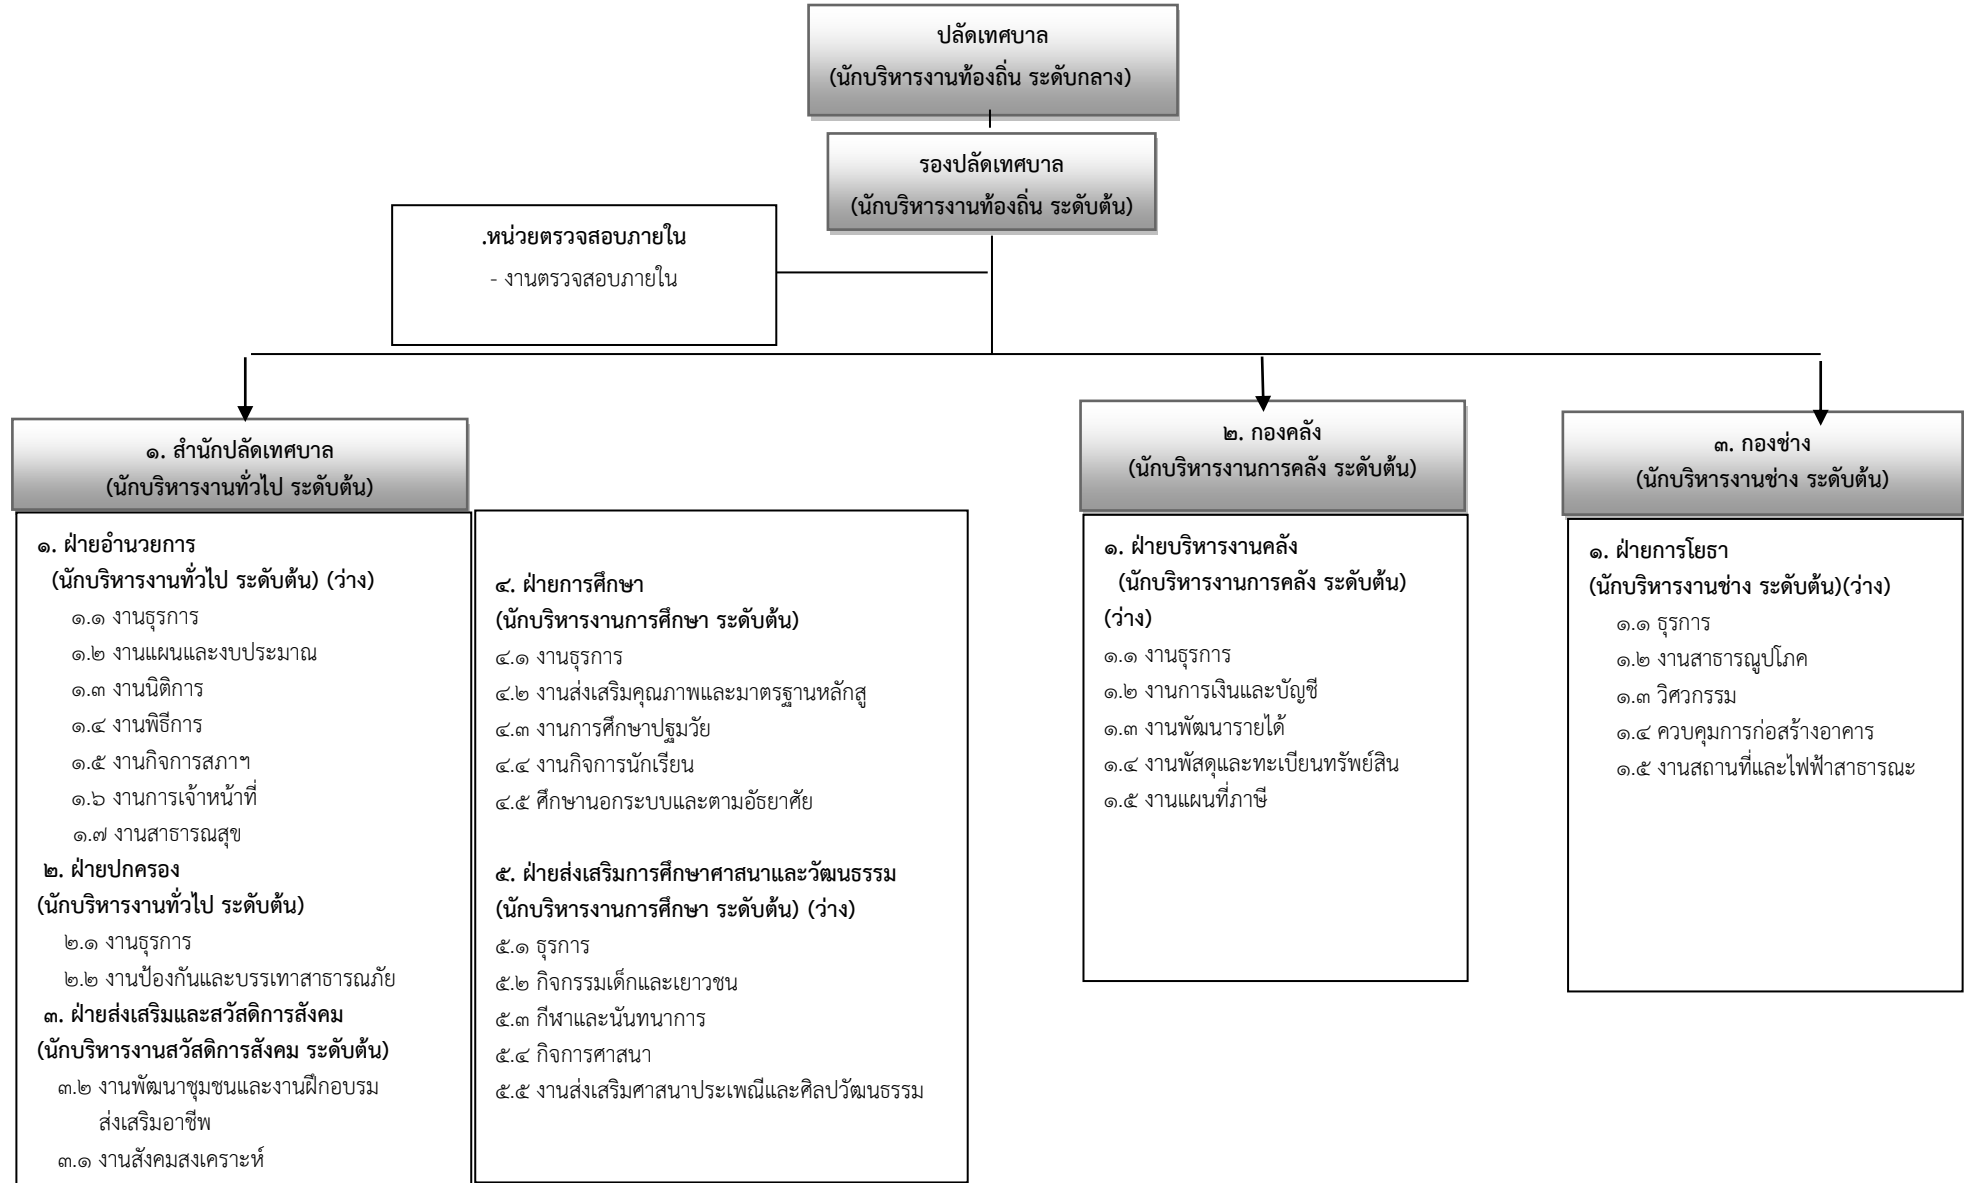 ปลัดเทศบาล
(นักบริหารงานท้องถิ่น ระดับกลาง)
รองปลัดเทศบาล
(นักบริหารงานท้องถิ่น ระดับต้น)
.หน่วยตรวจสอบภายใน
- งานตรวจสอบภายใน
๑. สำนักปลัดเทศบาล
(นักบริหารงานทั่วไป ระดับต้น)
๑. ฝ่ายอำนวยการ
(นักบริหารงานทั่วไป ระดับต้น) (ว่าง)
๑.๑ งานธุรการ
๑.๒ งานแผนและงบประมาณ
๑.๓ งานนิติการ
๑.๔ งานพิธีการ
๑.๕ งานกิจการสภาฯ
๑.๖ งานการเจ้าหน้าที่
๑.๗ งานสาธารณสุข
๒. ฝ่ายปกครอง
(นักบริหารงานทั่วไป ระดับต้น)
๒.๑ งานธุรการ
๒.๒ งานป้องกันและบรรเทาสาธารณภัย
๓. ฝ่ายส่งเสริมและสวัสดิการสังคม
(นักบริหารงานสวัสดิการสังคม ระดับต้น)
๓.๒ งานพัฒนาชุมชนและงานฝึกอบรม
ส่งเสริมอาชีพ
๓.๑ งานสังคมสงเคราะห์
๔. ฝ่ายการศึกษา
(นักบริหารงานการศึกษา ระดับต้น)
๔.๑ งานธุรการ
๔.๒ งานส่งเสริมคุณภาพและมาตรฐานหลักสู
๔.๓ งานการศึกษาปฐมวัย
๔.๔ งานกิจการนักเรียน
๔.๕ ศึกษานอกระบบและตามอัธยาศัย
๕. ฝ่ายส่งเสริมการศึกษาศาสนาและวัฒนธรรม
(นักบริหารงานการศึกษา ระดับต้น) (ว่าง)
๕.๑ ธุรการ
๕.๒ กิจกรรมเด็กและเยาวชน
๕.๓ กีฬาและนันทนาการ
๕.๔ กิจการศาสนา
๕.๕ งานส่งเสริมศาสนาประเพณีและศิลปวัฒนธรรม
๒. กองคลัง
(นักบริหารงานการคลัง ระดับต้น)
๑. ฝ่ายบริหารงานคลัง
(นักบริหารงานการคลัง ระดับต้น)
(ว่าง)
๑.๑ งานธุรการ
๑.๒ งานการเงินและบัญชี
๑.๓ งานพัฒนารายได้
๑.๔ งานพัสดุและทะเบียนทรัพย์สิน
๑.๕ งานแผนที่ภาษี
๓. กองช่าง
(นักบริหารงานช่าง ระดับต้น)
๑. ฝ่ายการโยธา
(นักบริหารงานช่าง ระดับต้น)(ว่าง)
๑.๑ ธุรการ
๑.๒ งานสาธารณูปโภค
๑.๓ วิศวกรรม
๑.๔ ควบคุมการก่อสร้างอาคาร
๑.๕ งานสถานที่และไฟฟ้าสาธารณะ